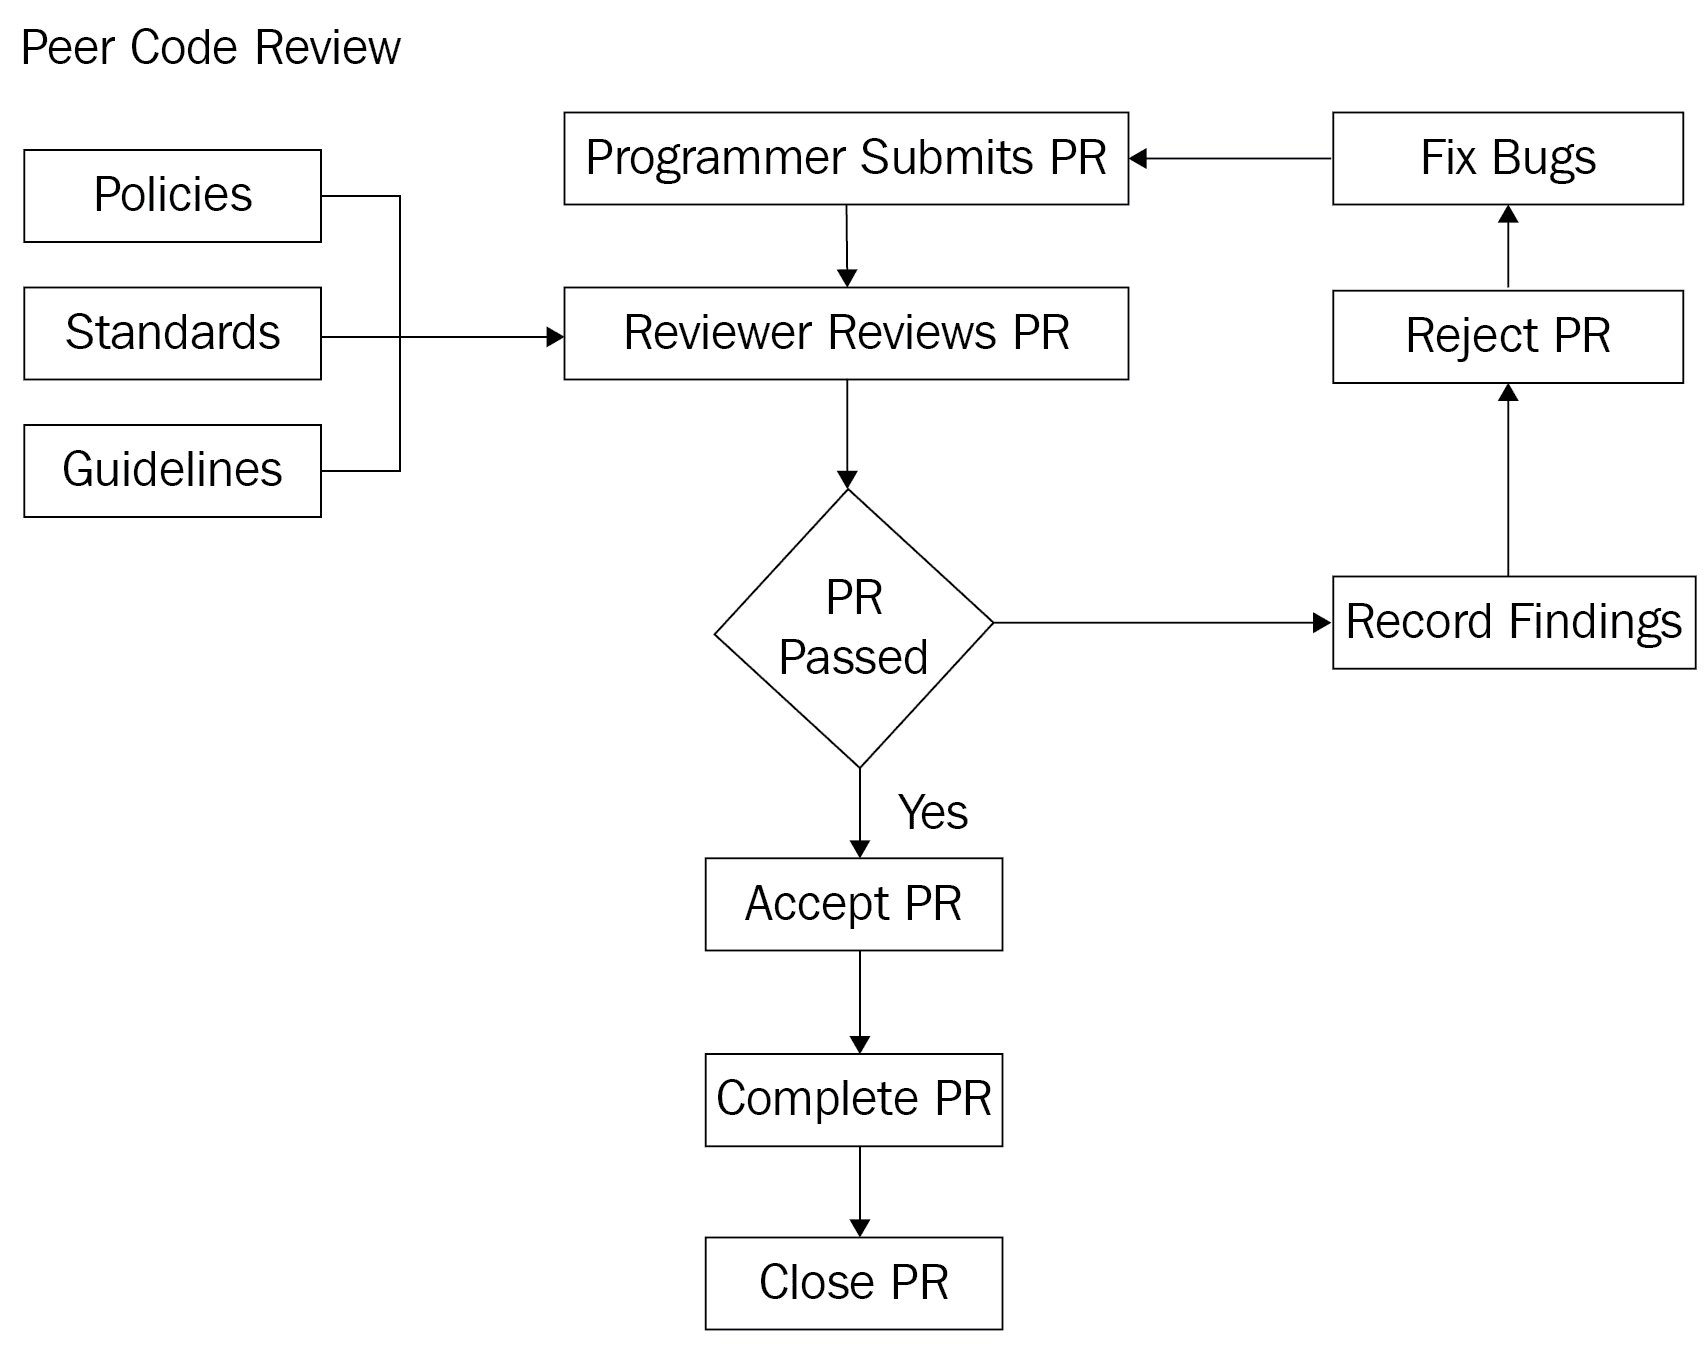 Peer Code Review
Policies
Standards
Guidelines
Programmer Submits PR
Reviewer Reviews PR
PR
Passed
Yes
Accept PR
Complete PR
Close PR
Fix Bugs
Reject PR
Record Findings